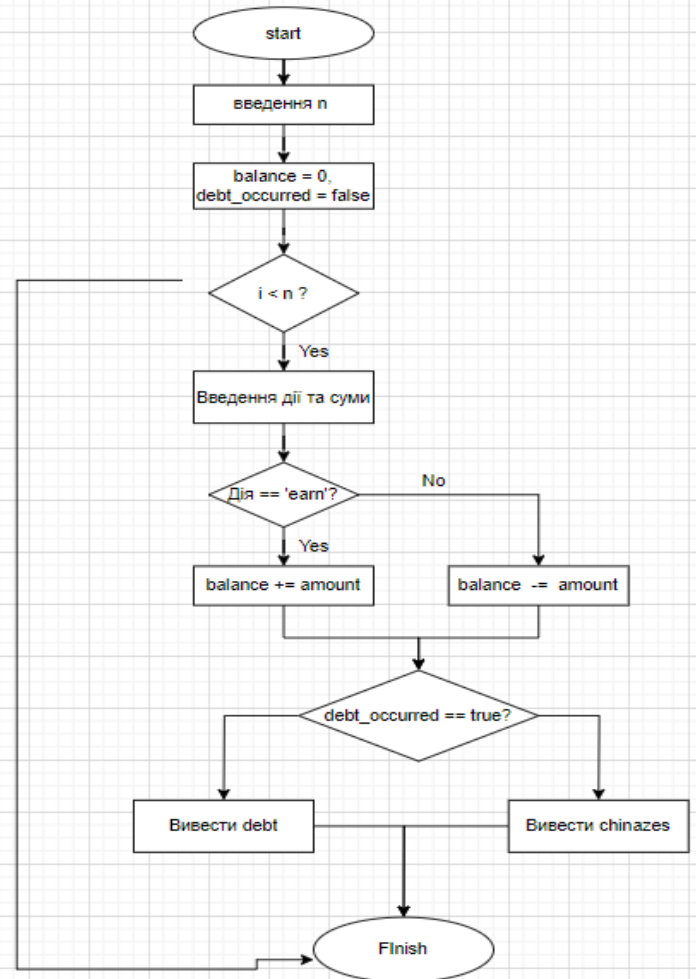 start
введення n
balance = 0,
debt_occurred = false
i < n ?
Yes
Введення дії та суми
Дія == 'earn'?
No
Yes
balance += amount
balance -= amount
debt_occurred == true?
Вивести debt
Вивести chinazes
FInish